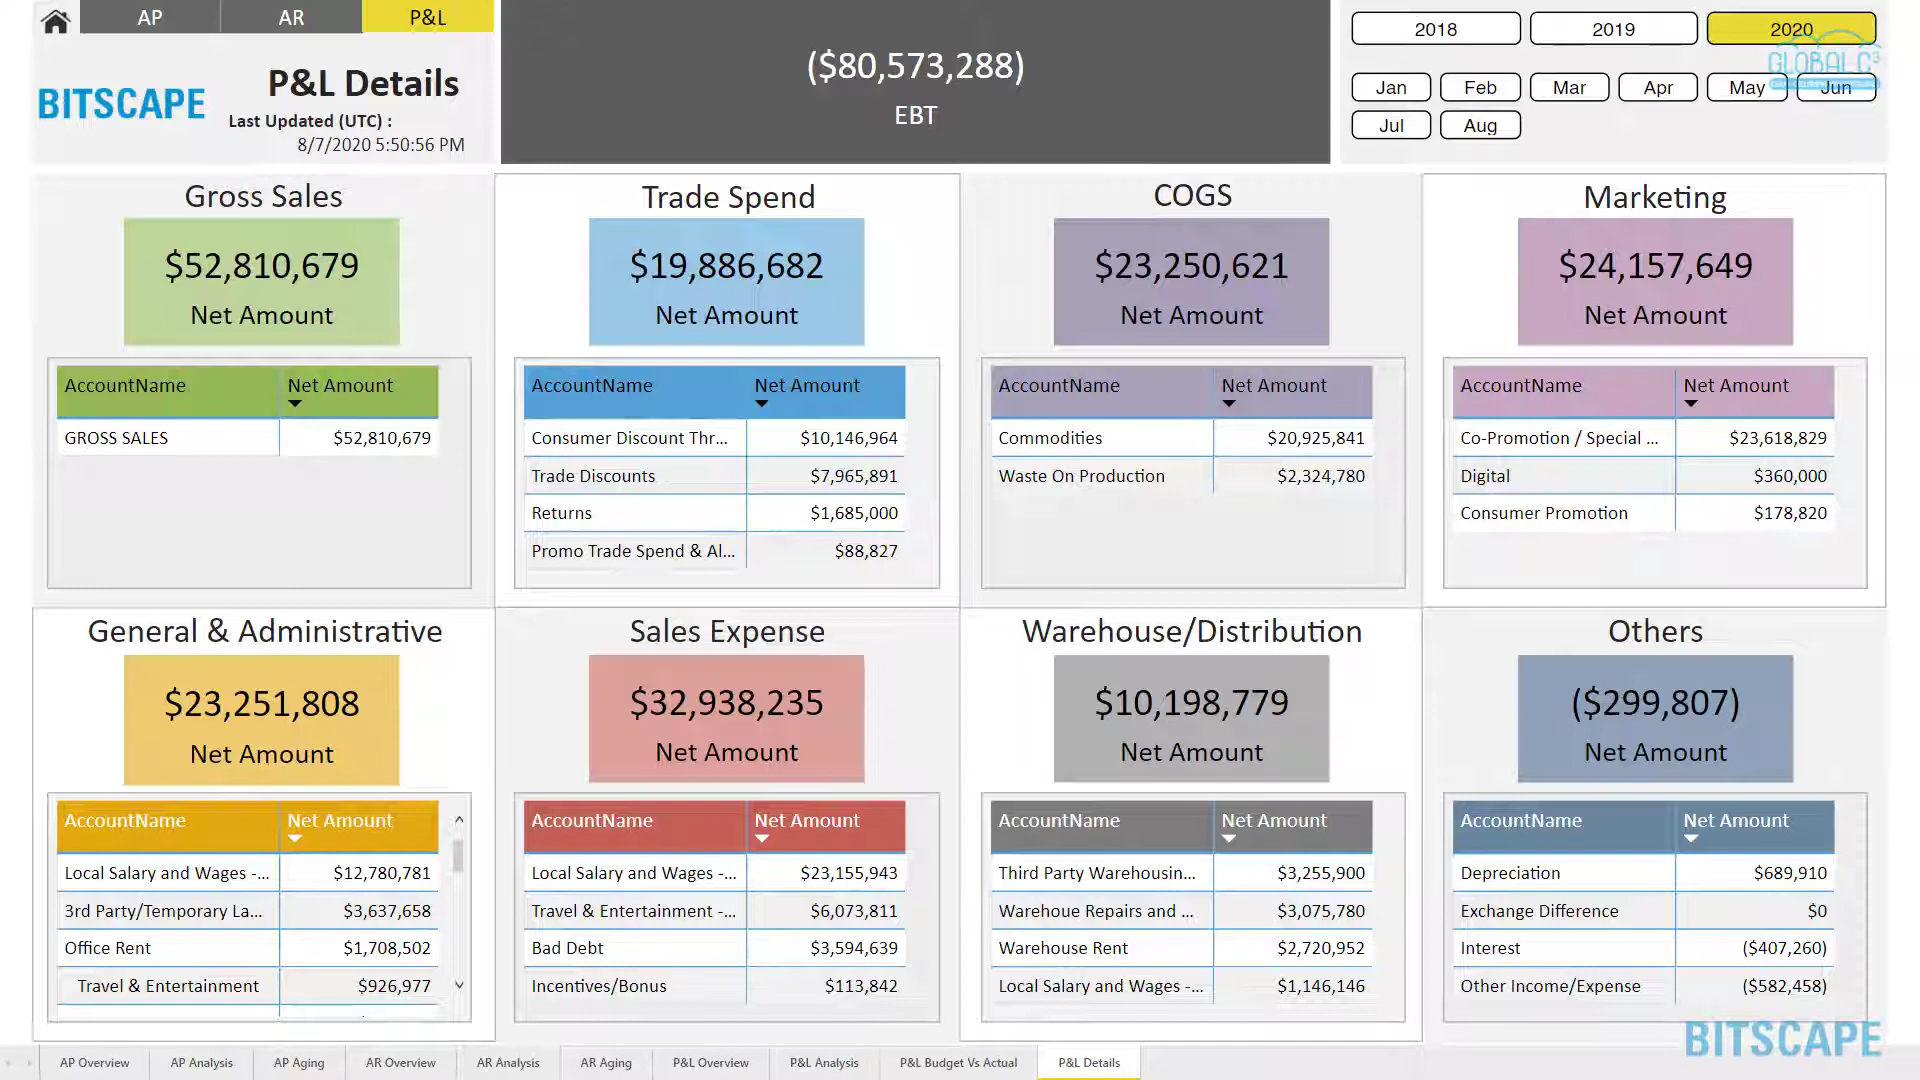 AP AR P&L
BITSCAPE
P&L Details
Last Updated (UTC) :
8/7/2020 5:50:56 PM
($80,573,288)
EBT
2018 2019 2020
GLOBAL C³
Jan Feb Mar Apr May Jun
Jul Aug
Gross Sales
$52,810,679
Net Amount
AccountName Net Amount
GROSS SALES $52,810,679
Trade Spend
$19,886,682
Net Amount
AccountName Net Amount
Consumer Discount Thr... $10,146,964
Trade Discounts $7,965,891
Returns $1,685,000
Promo Trade Spend & Al... $88,827
COGS
$23,250,621
Net Amount
AccountName Net Amount
Commodities $20,925,841
Waste On Production $2,324,780
Marketing
$24,157,649
Net Amount
AccountName Net Amount
Co-Promotion / Special ... $23,618,829
Digital $360,000
Consumer Promotion $178,820
General & Administrative
$23,251,808
Net Amount
AccountName Net Amount
Local Salary and Wages -... $12,780,781
3rd Party/Temporary La... $3,637,658
Office Rent $1,708,502
Travel & Entertainment $926,977
Sales Expense
$32,938,235
Net Amount
AccountName Net Amount
Local Salary and Wages -... $23,155,943
Travel & Entertainment -... $6,073,811
Bad Debt $3,594,639
Incentives/Bonus $113,842
Warehouse/Distribution
$10,198,779
Net Amount
AccountName Net Amount
Third Party Warehousin... $3,255,900
Warehoue Repairs and ... $3,075,780
Warehouse Rent $2,720,952
Local Salary and Wages -... $1,146,146
Others
($299,807)
Net Amount
AccountName Net Amount
Depreciation $689,910
Exchange Difference $0
Interest ($407,260)
Other Income/Expense ($582,458)
BITSCAPE
AP Overview AP Analysis AP Aging AR Overview AR Analysis AR Aging P&L Overview P&L Analysis P&L Budget Vs Actual P&L Details